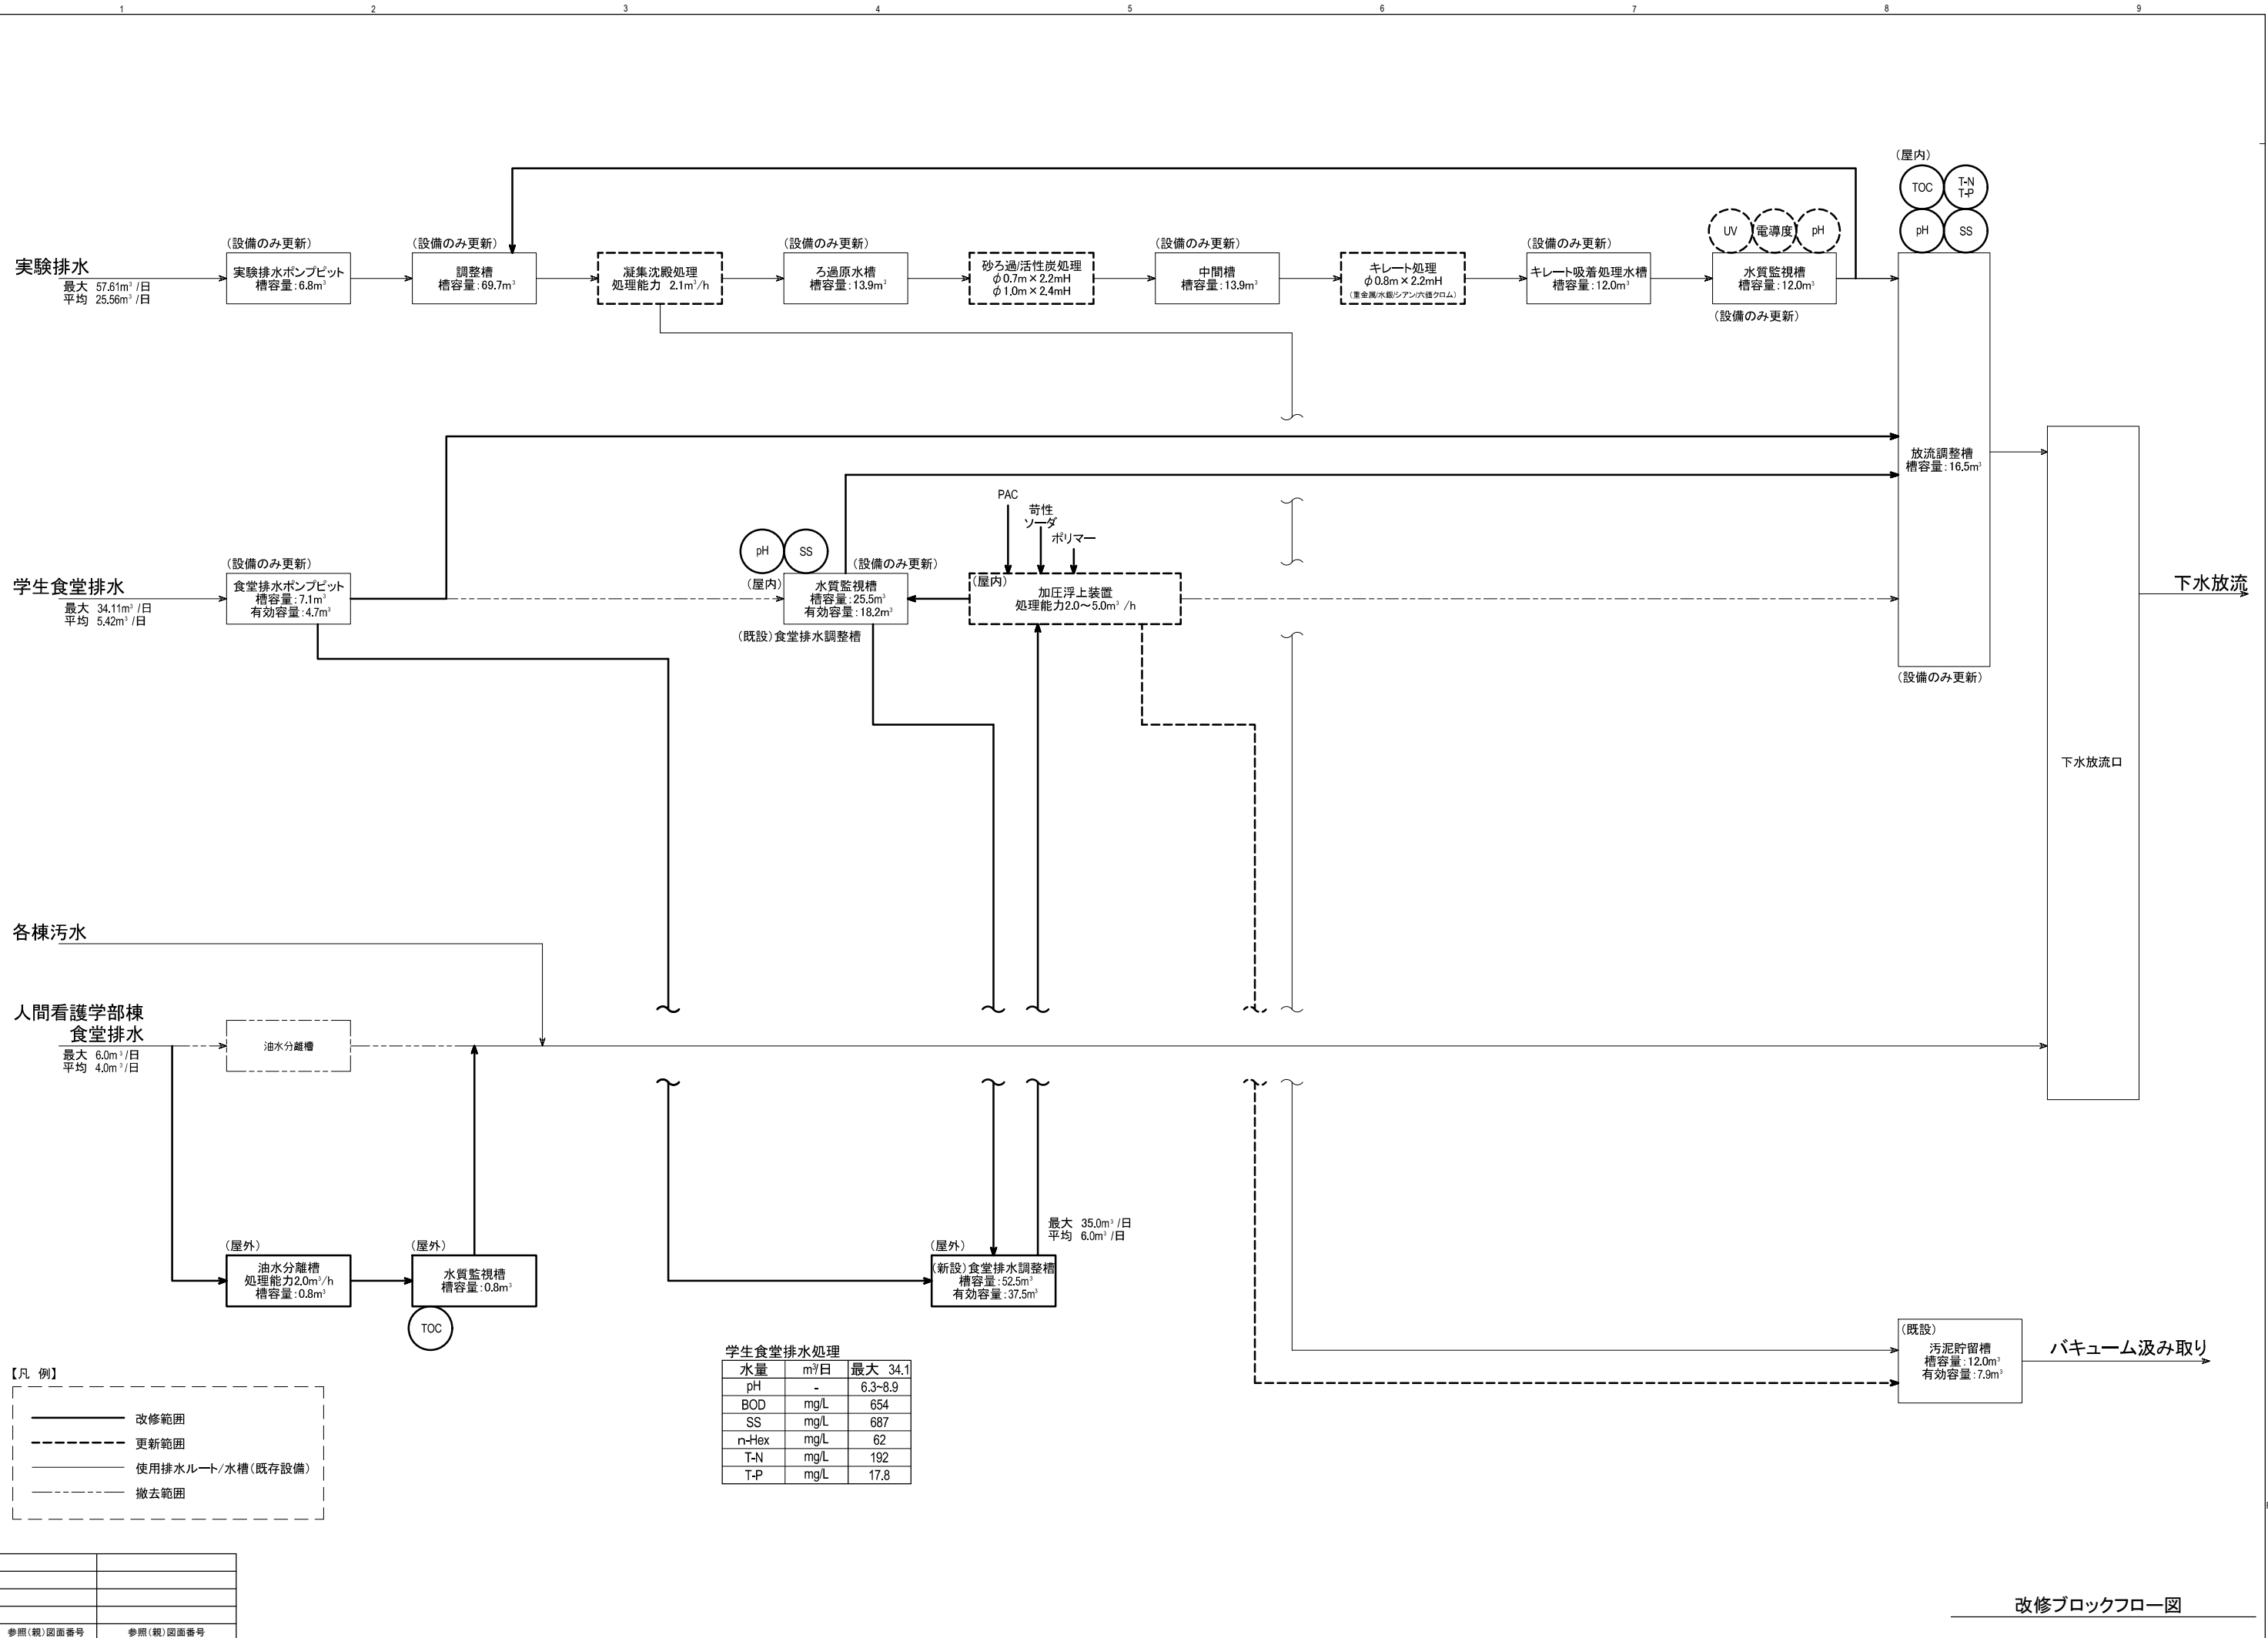 1 2 3 4 5 6 7 8 9
実験排水
最大 57.61m³/日
平均 25.56m³/日
(設備のみ更新)
実験排水ポンプピット
槽容量:6.8m³
(設備のみ更新)
調整槽
槽容量:69.7m³
凝集沈殿処理
処理能力 2.1m³/h
(設備のみ更新)
ろ過原水槽
槽容量:13.9m³
砂ろ過/活性炭処理
φ0.7m×2.2mH
φ1.0m×2.4mH
(設備のみ更新)
中間槽
槽容量:13.9m³
キレート処理
φ0.8m×2.2mH
(重金属/水銀/シアン/六価クロム)
(設備のみ更新)
キレート吸着処理水槽
槽容量:12.0m³
UV
電導度
pH
水質監視槽
槽容量:12.0m³
(設備のみ更新)
(屋内)
TOC
T-N
T-P
pH
SS
放流調整槽
槽容量:16.5m³
(設備のみ更新)
学生食堂排水
最大 34.11m³/日
平均 5.42m³/日
(設備のみ更新)
食堂排水ポンプピット
槽容量:7.1m³
有効容量:4.7m³
pH
SS
(屋内)
(設備のみ更新)
水質監視槽
槽容量:25.5m³
有効容量:18.2m³
(既設)食堂排水調整槽
PAC
苛性
ソーダ
ポリマー
(屋内)
加圧浮上装置
処理能力2.0~5.0m³/h
下水放流口
下水放流
各棟汚水
人間看護学部棟
食堂排水
最大 6.0m³/日
平均 4.0m³/日
油水分離槽
(屋外)
油水分離槽
処理能力2.0m³/h
槽容量:0.8m³
(屋外)
水質監視槽
槽容量:0.8m³
TOC
最大 35.0m³/日
平均 6.0m³/日
(屋外)
(新設)食堂排水調整槽
槽容量:52.5m³
有効容量:37.5m³
(既設)
汚泥貯留槽
槽容量:12.0m³
有効容量:7.9m³
バキューム汲み取り
学生食堂排水処理
水量 m³/日 最大 34.1
pH - 6.3~8.9
BOD mg/L 654
SS mg/L 687
n-Hex mg/L 62
T-N mg/L 192
T-P mg/L 17.8
【凡 例】
改修範囲
更新範囲
使用排水ルート/水槽(既存設備)
撤去範囲
参照(親)図面番号 参照(親)図面番号
改修ブロックフロー図